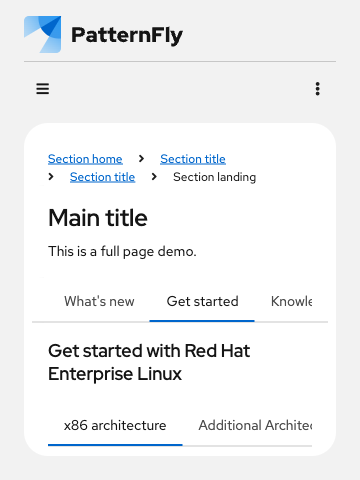 PatternFly
Section home > Section title
> Section title > Section landing
Main title
This is a full page demo.
What's new Get started Knowle
Get started with Red Hat
Enterprise Linux
x86 architecture Additional Architec